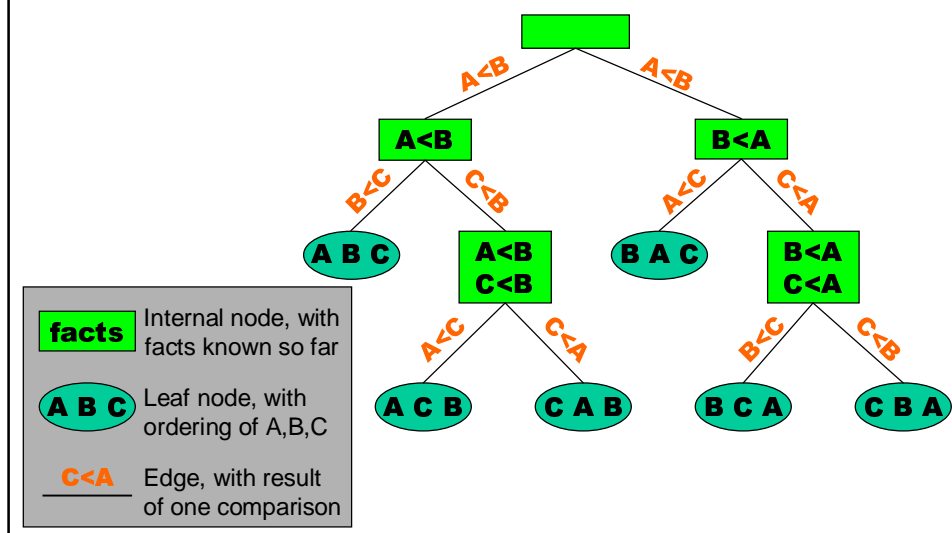 A<B
A<B
A<B
B<A
B<C
C<B
A<C
C<A
A B C
A<B
C<B
B A C
B<A
C<A
A<C
C<A
B<C
C<B
A C B
C A B
B C A
C B A
facts
Internal node, with
facts known so far
A B C
Leaf node, with
ordering of A,B,C
C<A
Edge, with result
of one comparison